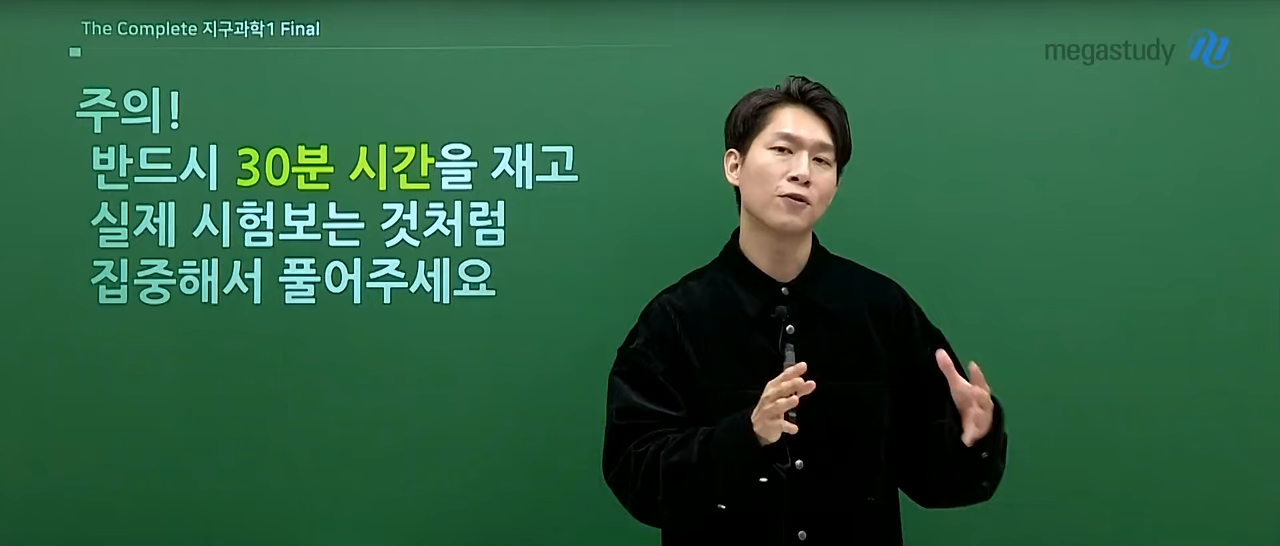 The Complete 지구과학1 Final
megastudy
주의!
반드시 30분 시간을 재고
실제 시험보는 것처럼
집중해서 풀어주세요